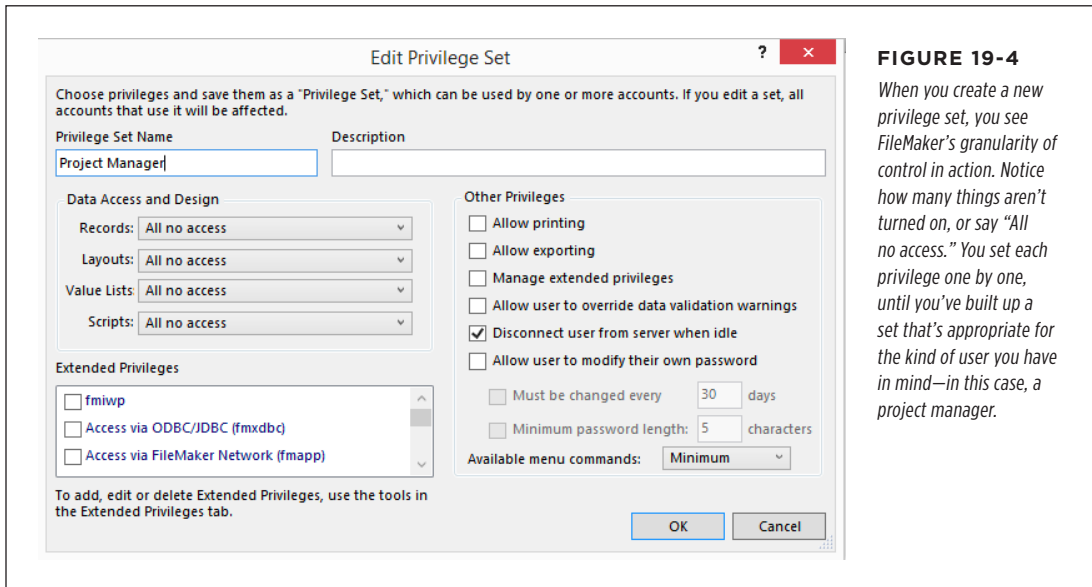 Edit Privilege Set
?
×
Choose privileges and save them as a "Privilege Set," which can be used by one or more accounts. If you edit a set, all
accounts that use it will be affected.
Privilege Set Name
Description
Project Manager
Data Access and Design
Records: All no access
Layouts: All no access
Value Lists: All no access
Scripts: All no access
Extended Privileges
fmiwp
Access via ODBC/JDBC (fmxdbc)
Access via FileMaker Network (fmapp)
To add, edit or delete Extended Privileges, use the tools in
the Extended Privileges tab.
Other Privileges
Allow printing
Allow exporting
Manage extended privileges
Allow user to override data validation warnings
Disconnect user from server when idle
Allow user to modify their own password
Must be changed every 30 days
Minimum password length: 5 characters
Available menu commands: Minimum
OK
Cancel
FIGURE 19-4
When you create a new
privilege set, you see
FileMaker's granularity of
control in action. Notice
how many things aren't
turned on, or say “All
no access.” You set each
privilege one by one,
until you've built up a
set that's appropriate for
the kind of user you have
in mind—in this case, a
project manager.